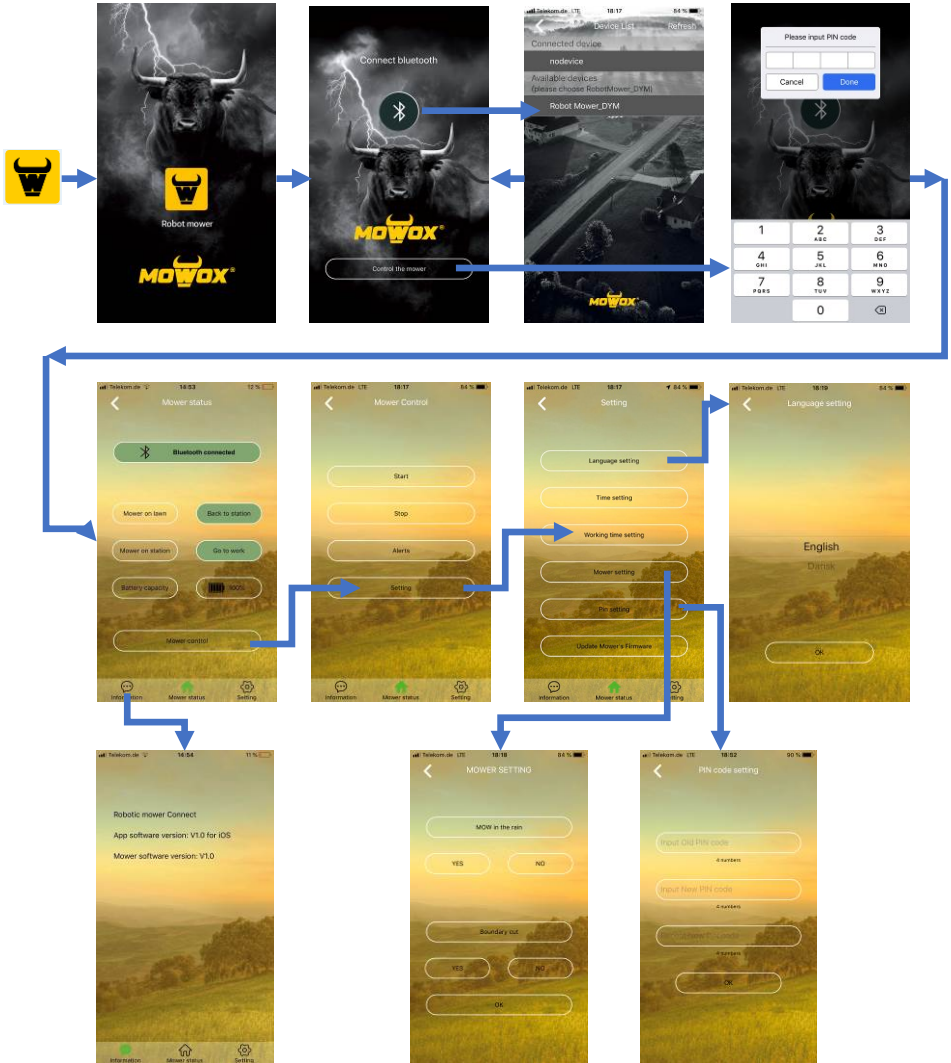 Robot mower
MOWOX®
Connect bluetooth
MOWOX®
Control the mower
Telekom.de LTE 18:17 84 %
Device List Refresh
Connected device
nodevice
Available devices
(please choose RobotMower_DYM)
Robot Mower_DYM
MOWOX
Please input PIN code
Cancel Done
1 2 3
ABC DEF
4 5 6
GHI JKL MNO
7 8 9
PQRS TUV WXYZ
0
Telekom.de 14:53 12 %
Mower status
Bluetooth connected
Mower on lawn Back to station
Mower on station Go to work
Battery capacity 100%
Mower control
Information Mower status Setting
Telekom.de LTE 18:17 84 %
Mower Control
Start
Stop
Alerts
Setting
Information Mower status Setting
Telekom.de LTE 18:17 84 %
Setting
Language setting
Time setting
Working time setting
Mower setting
Pin setting
Update Mower's Firmware
Information Mower status Setting
Telekom.de LTE 18:19 84 %
Language setting
English
Dansk
OK
Telekom.de 14:54 11 %
Robotic mower Connect
App software version: V1.0 for iOS
Mower software version: V1.0
Information Mower status Setting
Telekom.de LTE 18:18 84 %
MOWER SETTING
MOW in the rain
YES NO
Boundary cut
YES NO
OK
Telekom.de LTE 18:52 90 %
PIN code setting
Input Old PIN code
4 numbers
Input New PIN code
4 numbers
4 numbers
OK